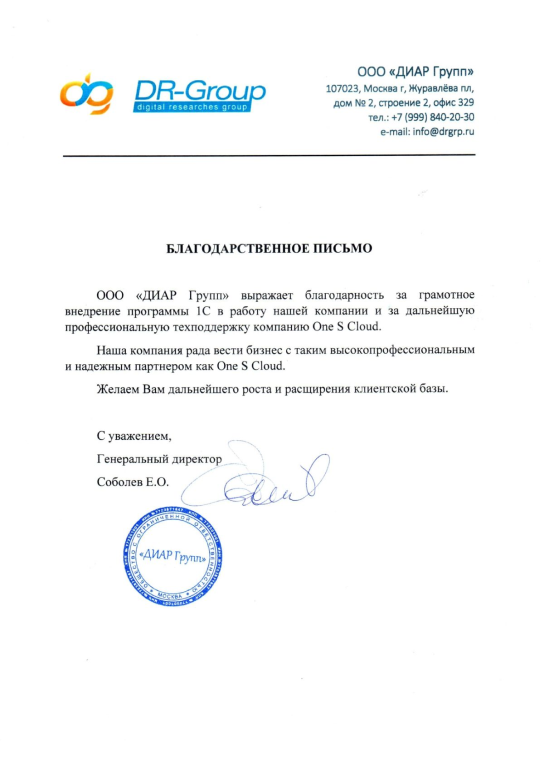 DR-Group
digital researches group
ООО «ДИАР Групп»
107023, Москва г, Журавлёва пл,
дом № 2, строение 2, офис 329
тел.: +7 (999) 840-20-30
e-mail: info@drgrp.ru
БЛАГОДАРСТВЕННОЕ ПИСЬМО
ООО «ДИАР Групп» выражает благодарность за грамотное
внедрение программы 1С в работу нашей компании и за дальнейшую
профессиональную техподдержку компанию One S Cloud.
Наша компания рада вести бизнес с таким высокопрофессиональным
и надежным партнером как One S Cloud.
Желаем Вам дальнейшего роста и расширения клиентской базы.
С уважением,
Генеральный директор
Соболев Е.О.
ОБЩЕСТВО С ОГРАНИЧЕННОЙ ОТВЕТСТВЕННОСТЬЮ
«ДИАР Групп»
МОСКВА